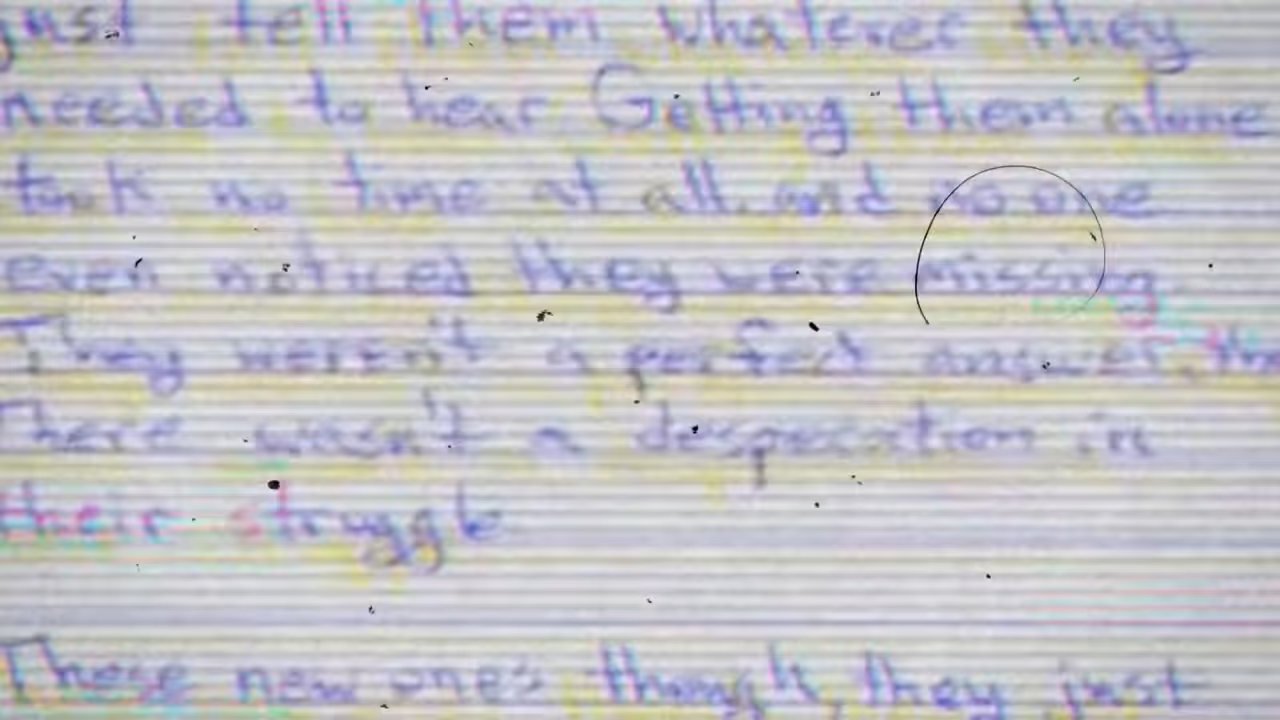 just tell them whatever they
needed to hear Getting them alone
took no time at all, and no one
even noticed they were missing
They weren't a perfect answer,
There wasn't a desperation in
their struggle
These new ones though, they just